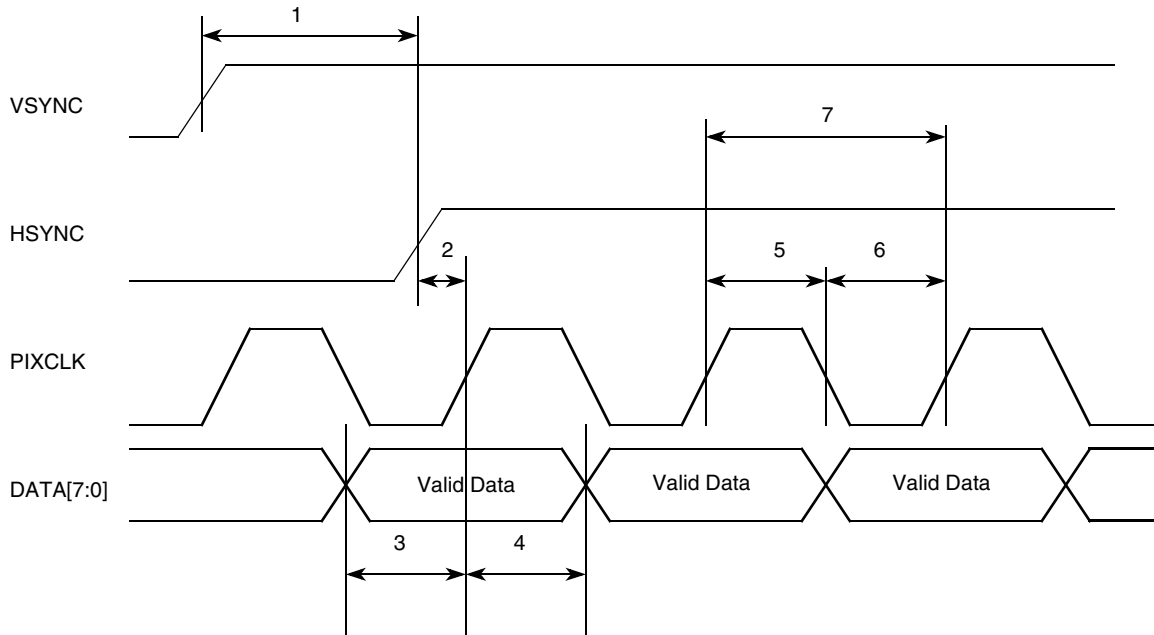 1
VSYNC
7
HSYNC
2
5
6
PIXCLK
DATA[7:0]
Valid Data
Valid Data
Valid Data
3
4